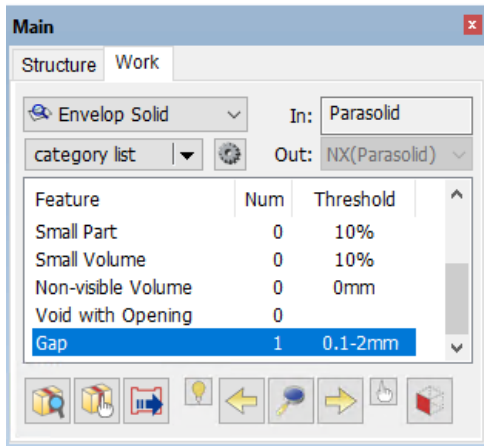 Main
Structure Work
Envelop Solid In: Parasolid
category list Out: NX(Parasolid)
Feature Num Threshold
Small Part 0 10%
Small Volume 0 10%
Non-visible Volume 0 0mm
Void with Opening 0
Gap 1 0.1-2mm